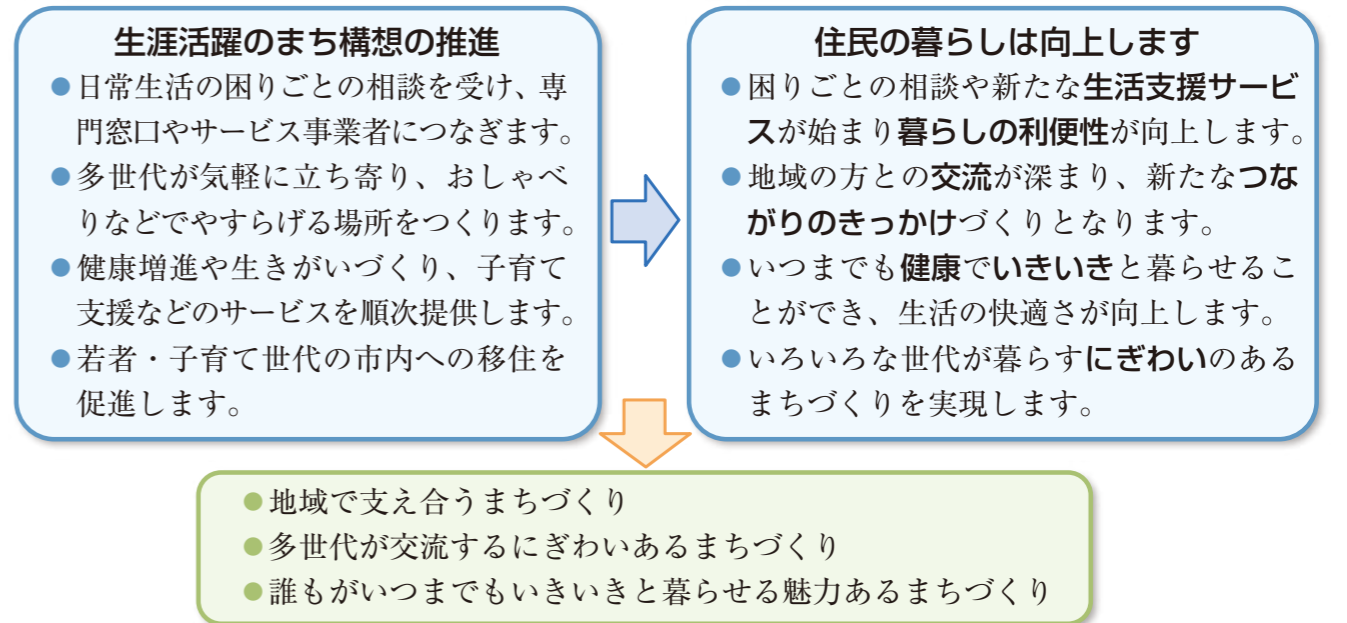 生涯活躍のまち構想の推進
●日常生活の困りごとの相談を受け、専
門窓口やサービス事業者につなぎます。
●多世代が気軽に立ち寄り、おしゃべ
りなどでやすらげる場所をつくります。
●健康増進や生きがいづくり、子育て
支援などのサービスを順次提供します。
●若者・子育て世代の市内への移住を
促進します。
住民の暮らしは向上します
●困りごとの相談や新たな生活支援サービ
スが始まり暮らしの利便性が向上します。
●地域の方との交流が深まり、新たなつな
がりのきっかけづくりとなります。
●いつまでも健康でいきいきと暮らせるこ
とができ、生活の快適さが向上します。
●いろいろな世代が暮らすにぎわいのある
まちづくりを実現します。
●地域で支え合うまちづくり
●多世代が交流するにぎわいあるまちづくり
●誰もがいつまでもいきいきと暮らせる魅力あるまちづくり